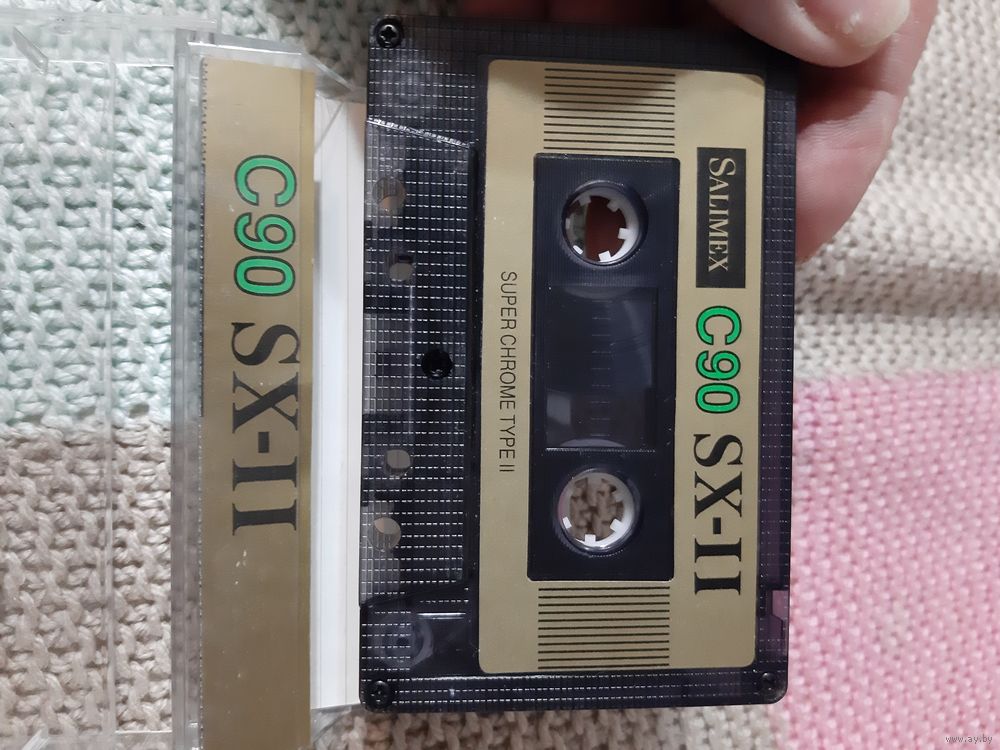 C90 SX-II
SALIMEX C90 SX-II
SUPER CHROME TYPE II
www.ay.by